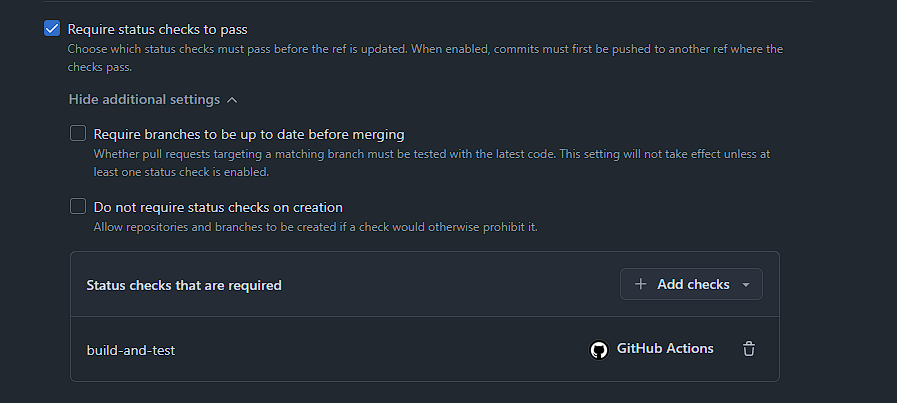 Require status checks to pass
Choose which status checks must pass before the ref is updated. When enabled, commits must first be pushed to another ref where the
checks pass.
Hide additional settings
Require branches to be up to date before merging
Whether pull requests targeting a matching branch must be tested with the latest code. This setting will not take effect unless at
least one status check is enabled.
Do not require status checks on creation
Allow repositories and branches to be created if a check would otherwise prohibit it.
Status checks that are required
Add checks
build-and-test
GitHub Actions